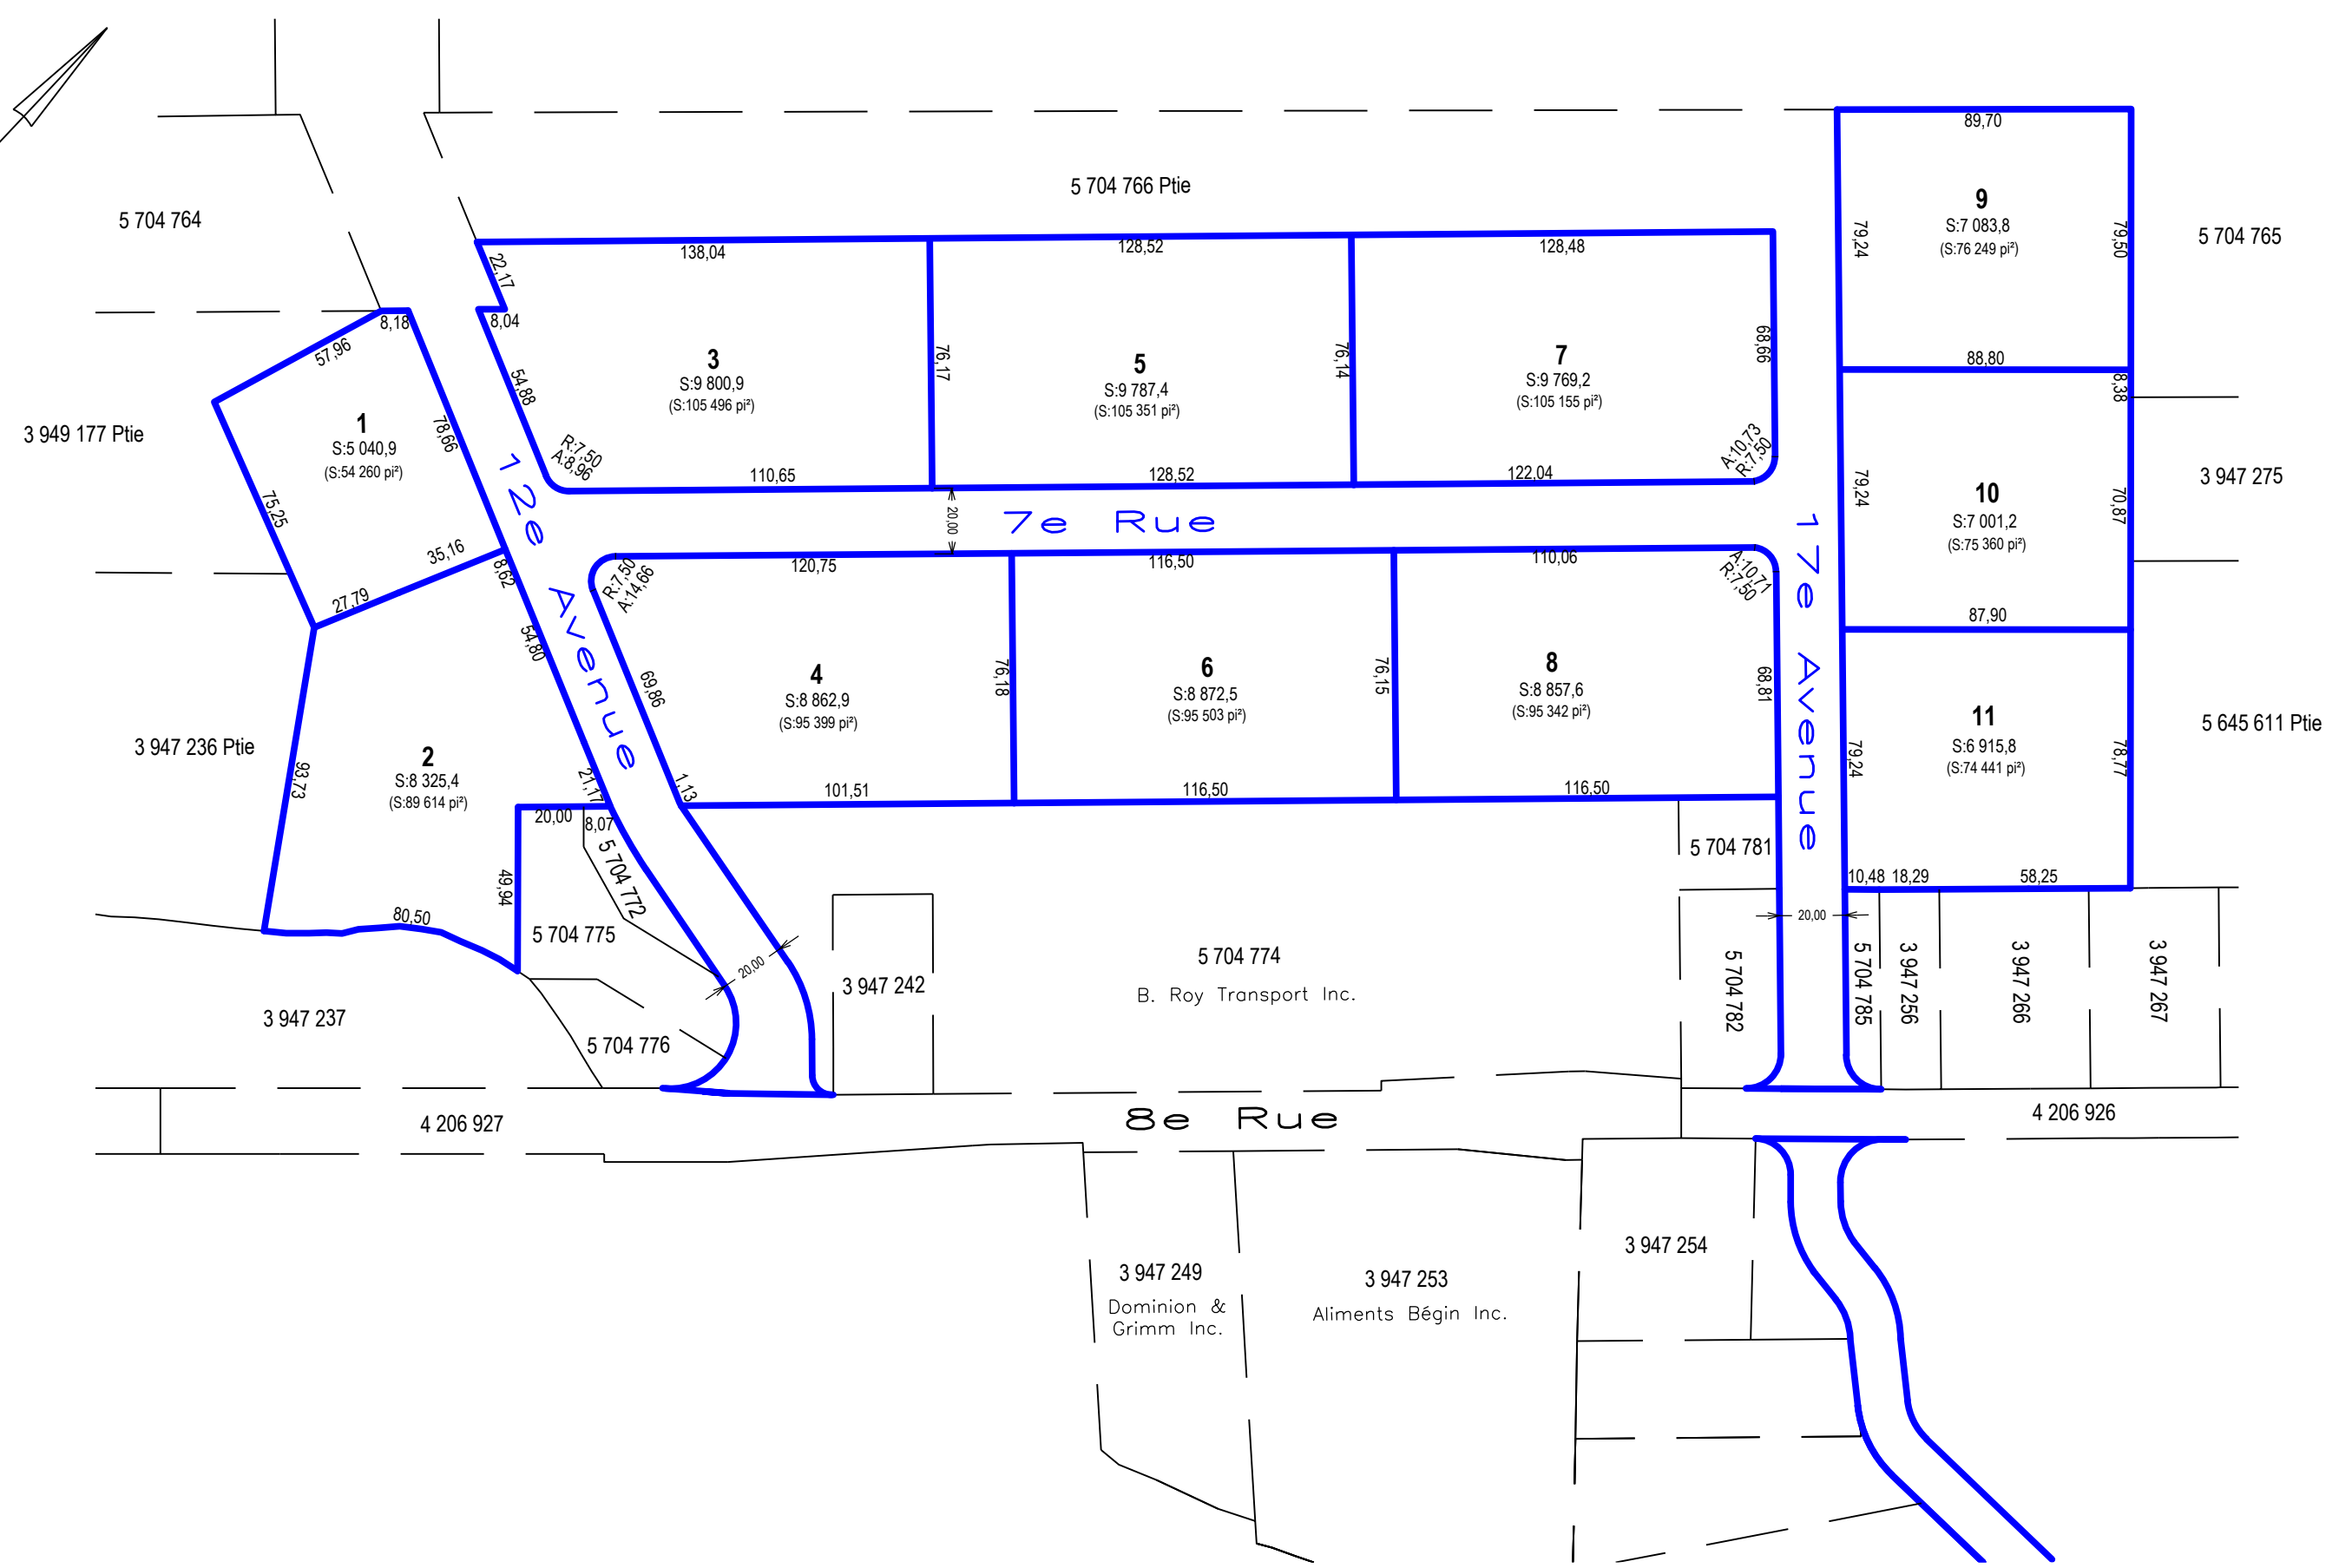 89,70
5 704 766 Ptie
5 704 764
9
S:7 083,8
(S:76 249 pi²)
79,24
79,50
5 704 765
138,04
128,52
128,48
22,17
8,18
8,04
57,96
88,80
8,38
3
S:9 800,9
(S:105 496 pi²)
76,17
5
S:9 787,4
(S:105 351 pi²)
76,14
7
S:9 769,2
(S:105 155 pi²)
68,66
54,88
78,66
1
S:5 040,9
(S:54 260 pi²)
3 949 177 Ptie
R:7,50
A:8,96
A:10,73
R:7,50
110,65
128,52
122,04
79,24
10
S:7 001,2
(S:75 360 pi²)
70,87
3 947 275
75,25
35,16
27,79
8,62
20,00
7e Rue
12e Avenue
17e Avenue
R:7,50
A:14,66
120,75
116,50
110,06
A:10,71
R:7,50
87,90
54,80
69,86
4
S:8 862,9
(S:95 399 pi²)
76,18
6
S:8 872,5
(S:95 503 pi²)
76,15
8
S:8 857,6
(S:95 342 pi²)
68,81
79,24
11
S:6 915,8
(S:74 441 pi²)
78,77
5 645 611 Ptie
3 947 236 Ptie
93,73
2
S:8 325,4
(S:89 614 pi²)
21,17
1,13
101,51
116,50
116,50
20,00
8,07
5 704 772
5 704 781
49,94
10,48
18,29
58,25
80,50
20,00
5 704 775
20,00
3 947 242
5 704 774
B. Roy Transport Inc.
5 704 782
5 704 785
3 947 256
3 947 266
3 947 267
3 947 237
5 704 776
4 206 927
8e Rue
4 206 926
3 947 249
Dominion &
Grimm Inc.
3 947 253
Aliments Bégin Inc.
3 947 254